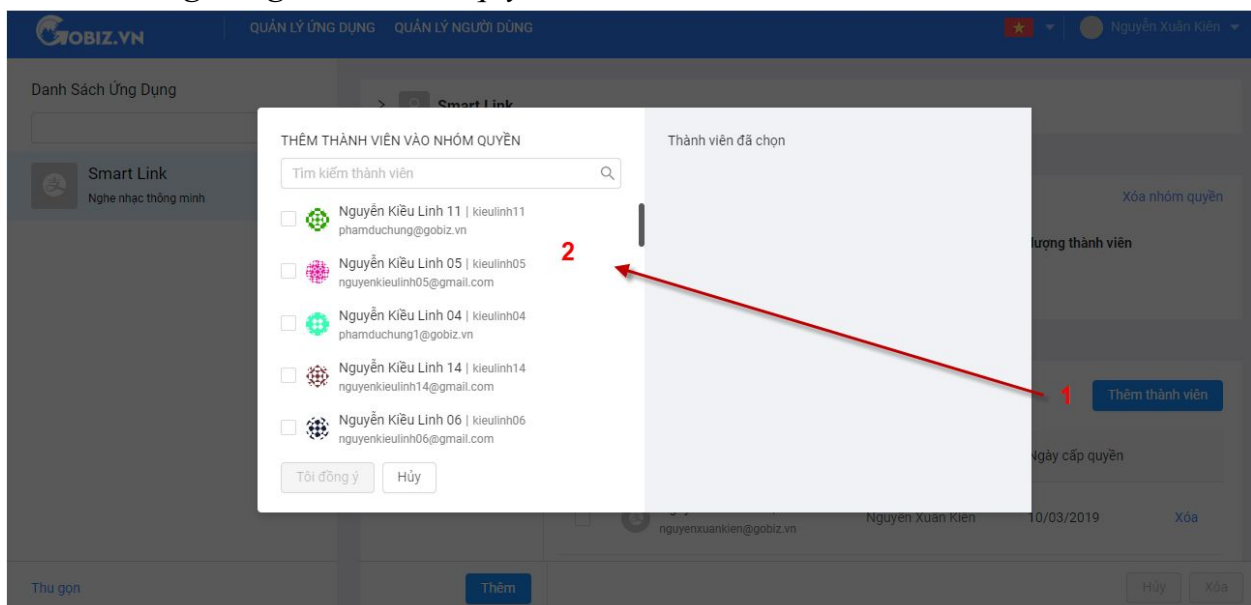 GOBIZ.VN
QUẢN LÝ ỨNG DỤNG QUẢN LÝ NGƯỜI DÙNG
Nguyễn Xuân Kiên
Danh Sách Ứng Dụng
Smart Link
Smart Link
Nghe nhạc thông minh
THÊM THÀNH VIÊN VÀO NHÓM QUYỀN
Tìm kiếm thành viên
Nguyễn Kiều Linh 11 | kieulinh11
phamduchung@gobiz.vn
Nguyễn Kiều Linh 05 | kieulinh05
nguyenkieulinh05@gmail.com
Nguyễn Kiều Linh 04 | kieulinh04
phamduchung1@gobiz.vn
Nguyễn Kiều Linh 14 | kieulinh14
nguyenkieulinh14@gmail.com
Nguyễn Kiều Linh 06 | kieulinh06
nguyenkieulinh06@gmail.com
Tôi đồng ý Hủy
2
Thành viên đã chọn
Xóa nhóm quyền
lượng thành viên
1
Thêm thành viên
Ngày cấp quyền
nguyenxuankien@gobiz.vn
Nguyễn Xuân Kiên 10/03/2019 Xóa
Thu gọn
Thêm
Hủy Xóa